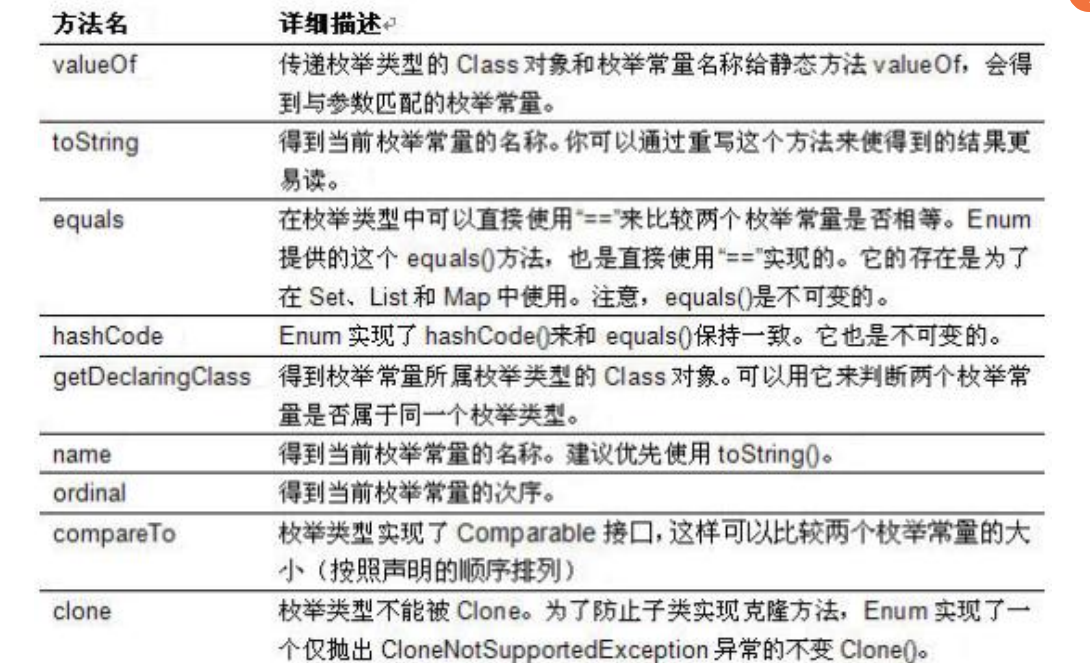 方法名 详细描述
valueOf 传递枚举类型的 Class 对象和枚举常量名称给静态方法 valueOf，会得
到与参数匹配的枚举常量。
toString 得到当前枚举常量的名称。你可以通过重写这个方法来使得到的结果更
易读。
equals 在枚举类型中可以直接使用“==”来比较两个枚举常量是否相等。Enum
提供的这个 equals()方法，也是直接使用“==”实现的。它的存在是为了
在 Set、List 和 Map 中使用。注意，equals()是不可变的。
hashCode Enum 实现了 hashCode()来和 equals()保持一致。它也是不可变的。
getDeclaringClass 得到枚举常量所属枚举类型的 Class 对象。可以用它来判断两个枚举常
量是否属于同一个枚举类型。
name 得到当前枚举常量的名称。建议优先使用 toString()。
ordinal 得到当前枚举常量的次序。
compareTo 枚举类型实现了 Comparable 接口，这样可以比较两个枚举常量的大
小（按照声明的顺序排列）
clone 枚举类型不能被 Clone。为了防止子类实现克隆方法，Enum 实现了一
个仅抛出 CloneNotSupportedException 异常的不变 Clone()。